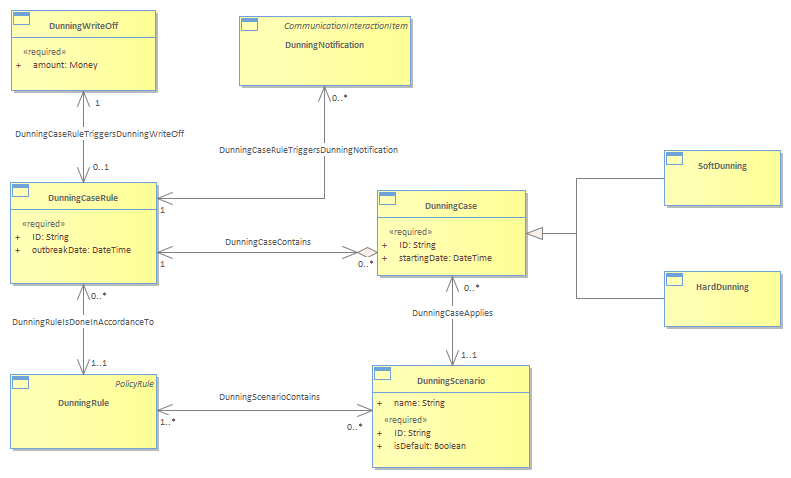 DunningWriteOff
«required»
+ amount: Money
CommunicationInteractionItem
DunningNotification
1
0..*
DunningCaseRuleTriggersDunningWriteOff
DunningCaseRuleTriggersDunningNotification
0..1
SoftDunning
DunningCaseRule
«required»
+ ID: String
+ outbreakDate: DateTime
1
DunningCase
«required»
+ ID: String
+ startingDate: DateTime
DunningCaseContains
1
0..*
HardDunning
0..*
0..*
DunningRuleIsDoneInAccordanceTo
DunningCaseApplies
1..1
1..1
PolicyRule
DunningRule
DunningScenarioContains
1..*
0..*
DunningScenario
+ name: String
«required»
+ ID: String
+ isDefault: Boolean